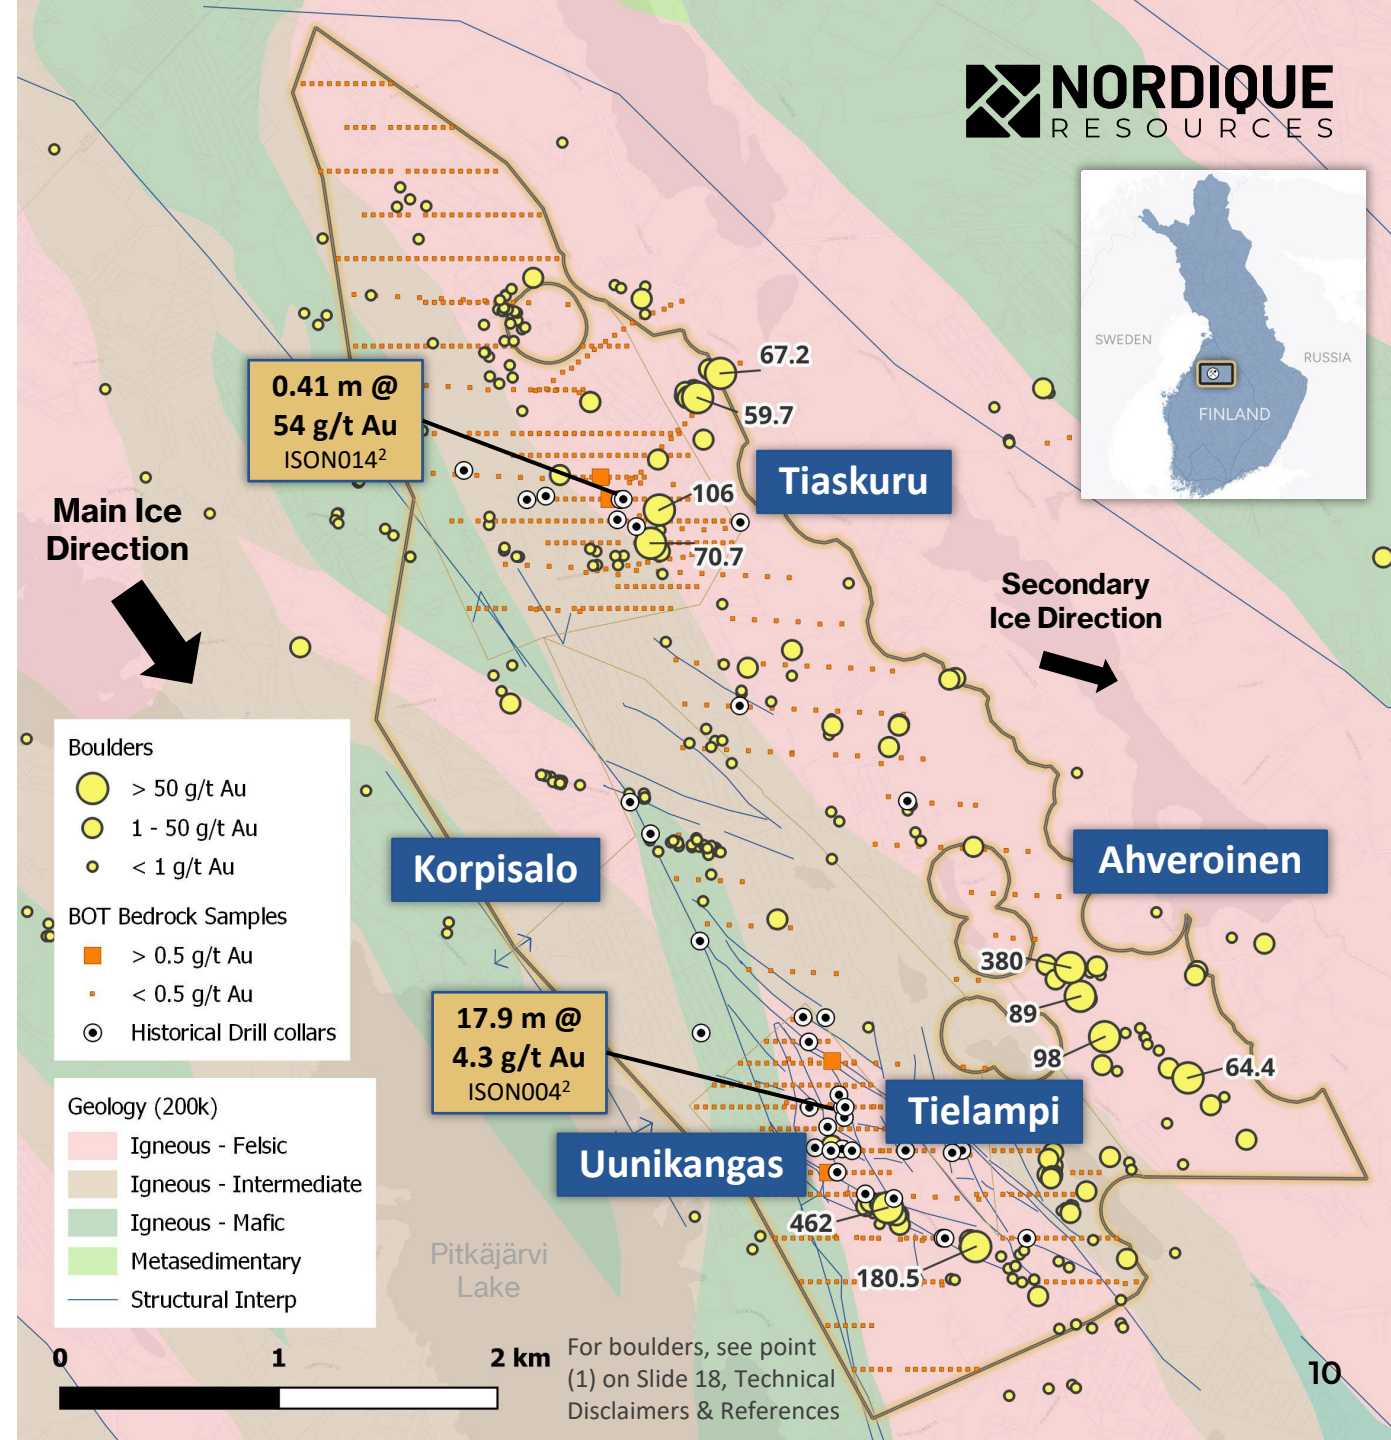 NORDIQUE
RESOURCES
SWEDEN
RUSSIA
FINLAND
67.2
59.7
0.41 m @
54 g/t Au
ISON014²
Tiaskuru
106
70.7
Main Ice
Direction
Secondary
Ice Direction
Boulders
> 50 g/t Au
1 - 50 g/t Au
< 1 g/t Au
BOT Bedrock Samples
> 0.5 g/t Au
< 0.5 g/t Au
Historical Drill collars
Korpisalo
Ahveroinen
380
89
98
64.4
17.9 m @
4.3 g/t Au
ISON004²
Tielampi
Uunikangas
462
180.5
Geology (200k)
Igneous - Felsic
Igneous - Intermediate
Igneous - Mafic
Metasedimentary
Structural Interp
Pitkäjärvi
Lake
0 1 2 km
For boulders, see point
(1) on Slide 18, Technical
Disclaimers & References
10